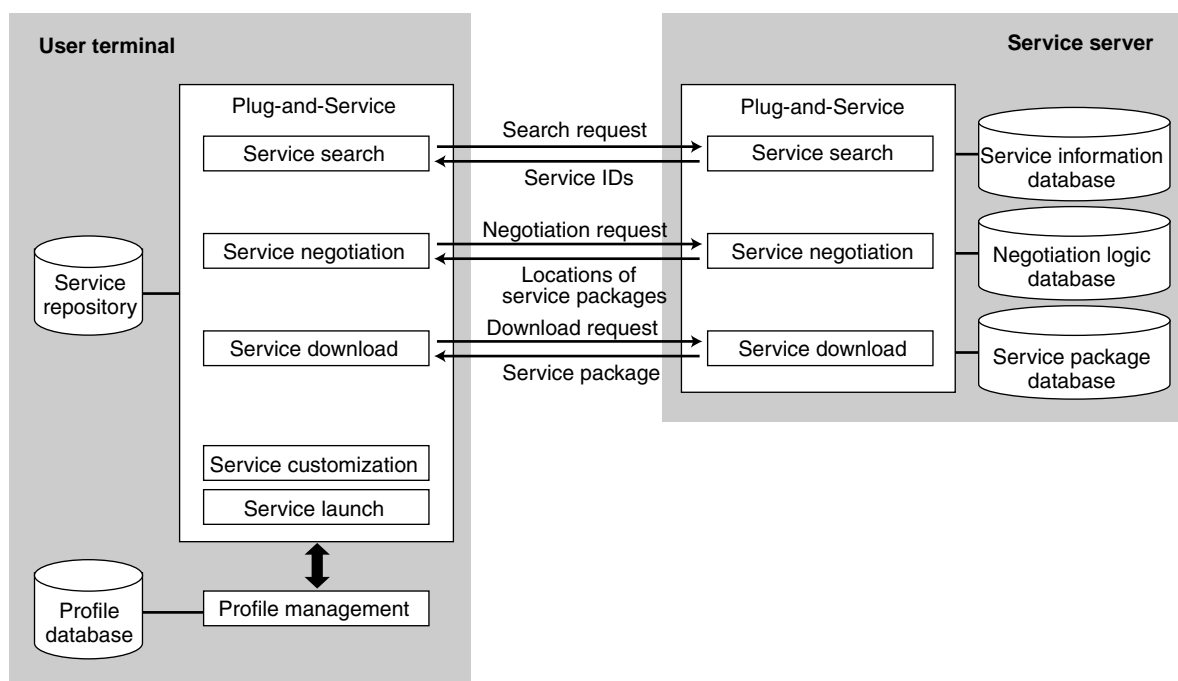 User terminal
Service server
Plug-and-Service
Plug-and-Service
Service search
Search request
Service IDs
Service search
Service information
database
Service negotiation
Negotiation request
Locations of
service packages
Service negotiation
Negotiation logic
database
Service
repository
Service download
Download request
Service package
Service download
Service package
database
Service customization
Service launch
Profile management
Profile
database